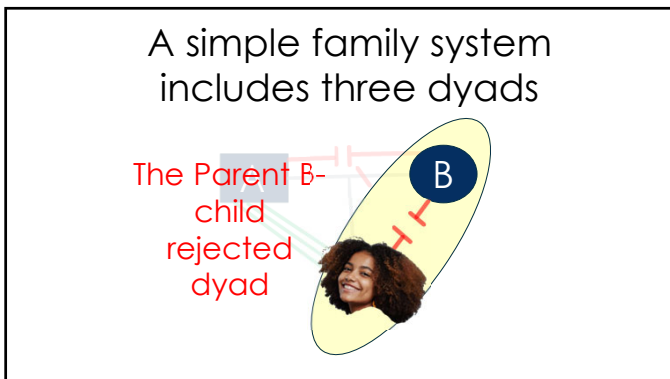 A simple family system
includes three dyads
A
The Parent B-
child
rejected
dyad
B